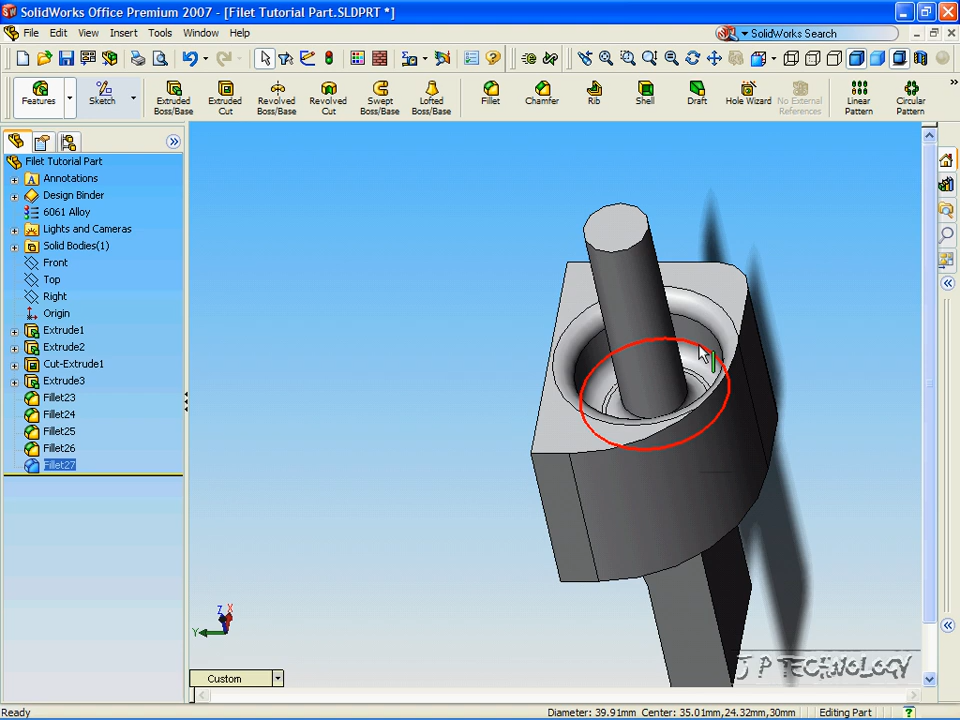 SolidWorks Office Premium 2007 - [Filet Tutorial Part.SLDPRT *]
File Edit View Insert Tools Window Help
SolidWorks Search
Features Sketch Extruded Boss/Base Extruded Cut Revolved Boss/Base Revolved Cut Swept Boss/Base Lofted Boss/Base Fillet Chamfer Rib Shell Draft Hole Wizard No External References Linear Pattern Circular Pattern
Filet Tutorial Part
A Annotations
Design Binder
6061 Alloy
Lights and Cameras
Solid Bodies(1)
Front
Top
Right
Origin
Extrude1
Extrude2
Cut-Extrude1
Extrude3
Fillet23
Fillet24
Fillet25
Fillet26
Fillet27
Z X
Y
Custom
J P TECHNOLOGY
Ready Diameter: 39.91mm Center: 35.01mm,24.32mm,30mm Editing Part